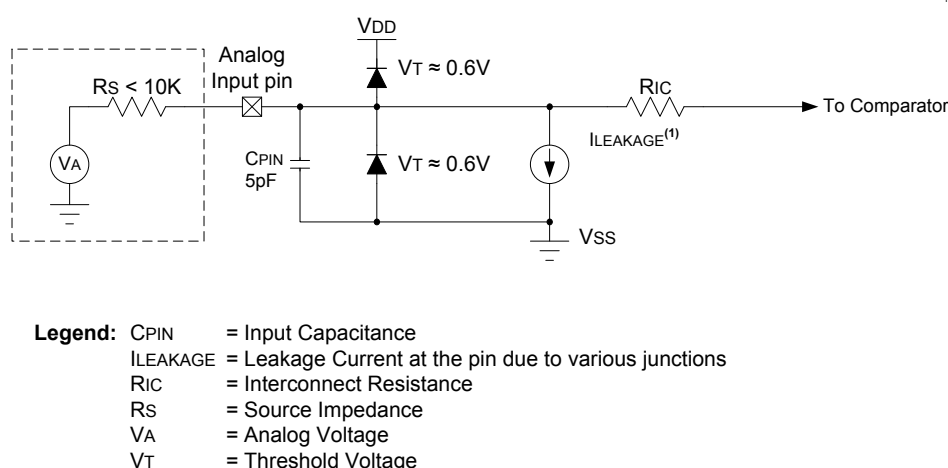 VDD
Analog
Input pin
VT ≈ 0.6V
RS < 10K
RIC
To Comparator
ILEAKAGE(1)
VA
CPIN
5pF
VT ≈ 0.6V
VSS
Legend: CPIN = Input Capacitance
ILEAKAGE = Leakage Current at the pin due to various junctions
RIC = Interconnect Resistance
RS = Source Impedance
VA = Analog Voltage
VT = Threshold Voltage